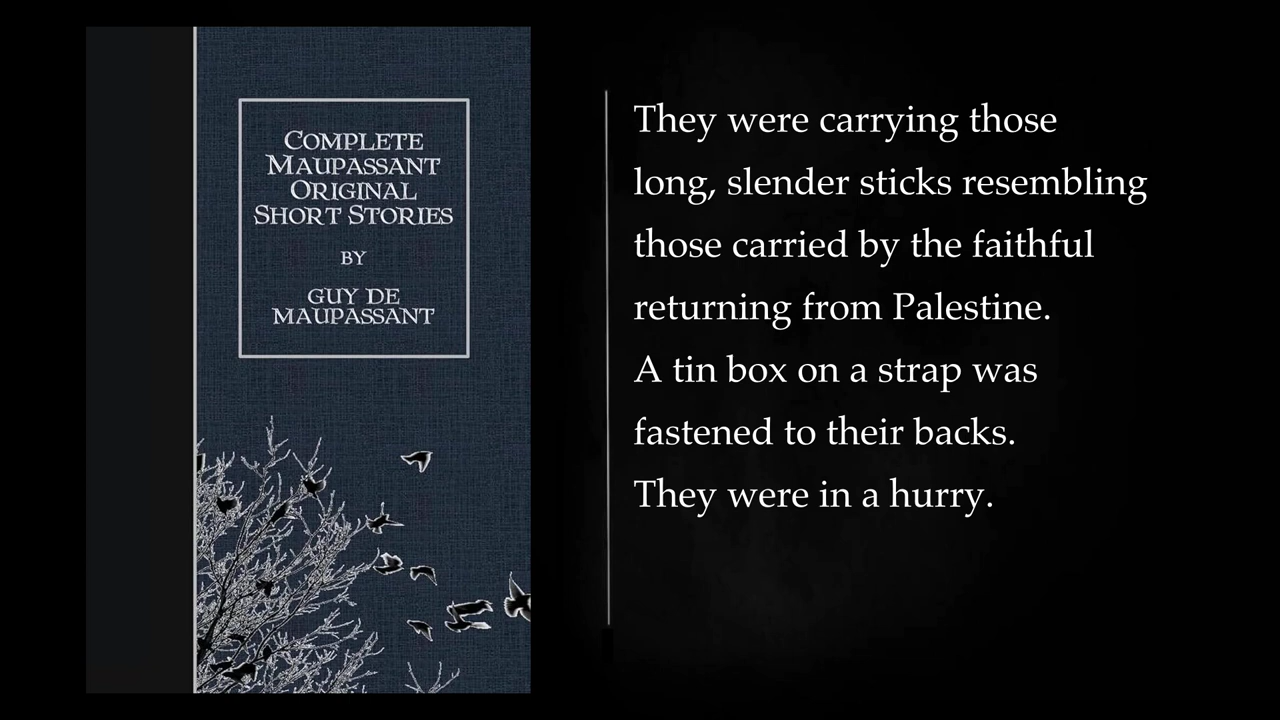 COMPLETE
MAUPASSANT
ORIGINAL
SHORT STORIES
BY
GUY DE
MAUPASSANT
They were carrying those
long, slender sticks resembling
those carried by the faithful
returning from Palestine.
A tin box on a strap was
fastened to their backs.
They were in a hurry.